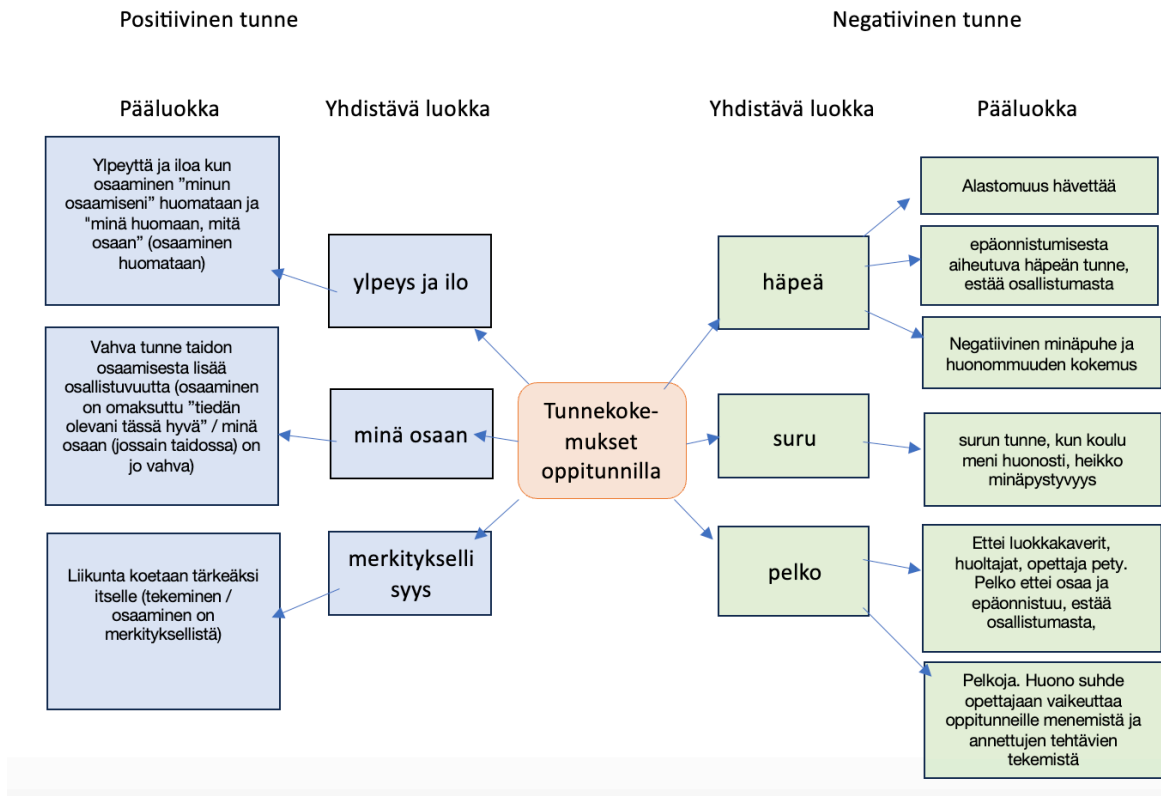 Positiivinen tunne
Negatiivinen tunne
Pääluokka
Yhdistävä luokka
Yhdistävä luokka
Pääluokka
Ylpeyttä ja iloa kun
osaaminen ”minun
osaamiseni” huomataan ja
"minä huomaan, mitä
osaan” (osaaminen
huomataan)
ylpeys ja ilo
Vahva tunne taidon
osaamisesta lisää
osallistuvuutta (osaaminen
on omaksuttu ”tiedän
olevani tässä hyvä” / minä
osaan (jossain taidossa) on
jo vahva)
minä osaan
Liikunta koetaan tärkeäksi
itselle (tekeminen /
osaaminen on
merkityksellistä)
merkitykselli
syys
Tunnekoke-
mukset
oppitunnilla
häpeä
Alastomuus hävettää
epäonnistumisesta
aiheutuva häpeän tunne,
estää osallistumasta
Negatiivinen minäpuhe ja
huonommuuden kokemus
suru
surun tunne, kun koulu
meni huonosti, heikko
minäpystyvyys
pelko
Ettei luokkakaverit,
huoltajat, opettaja pety.
Pelko ettei osaa ja
epäonnistuu, estää
osallistumasta,
Pelkoja. Huono suhde
opettajaan vaikeuttaa
oppitunneille menemistä ja
annettujen tehtävien
tekemistä